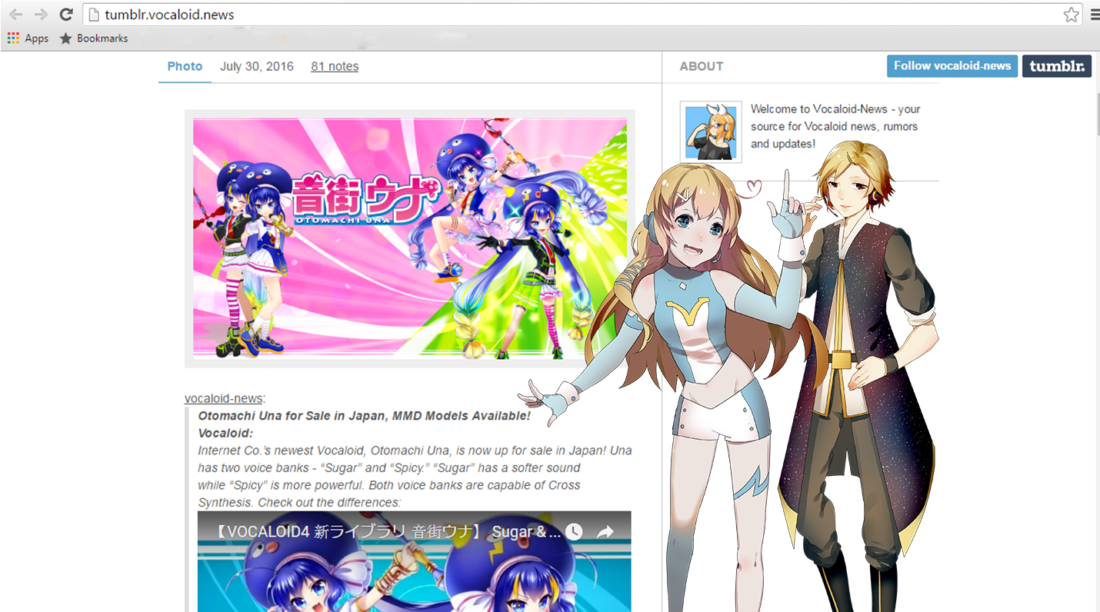 tumblr.vocaloid.news
Apps Bookmarks
Photo July 30, 2016 81 notes
ABOUT
Follow vocaloid-news
tumblr.
Welcome to Vocaloid-News - your
source for Vocaloid news, rumors
and updates!
音街ウナ
OTOMACHI UNA
vocaloid-news:
Otomachi Una for Sale in Japan, MMD Models Available!
Vocaloid:
Internet Co.'s newest Vocaloid, Otomachi Una, is now up for sale in Japan! Una
has two voice banks - “Sugar” and “Spicy.” “Sugar” has a softer sound
while “Spicy” is more powerful. Both voice banks are capable of Cross
Synthesis. Check out the differences:
【VOCALOID4 新ライブラリ 音街ウナ】 Sugar & ...